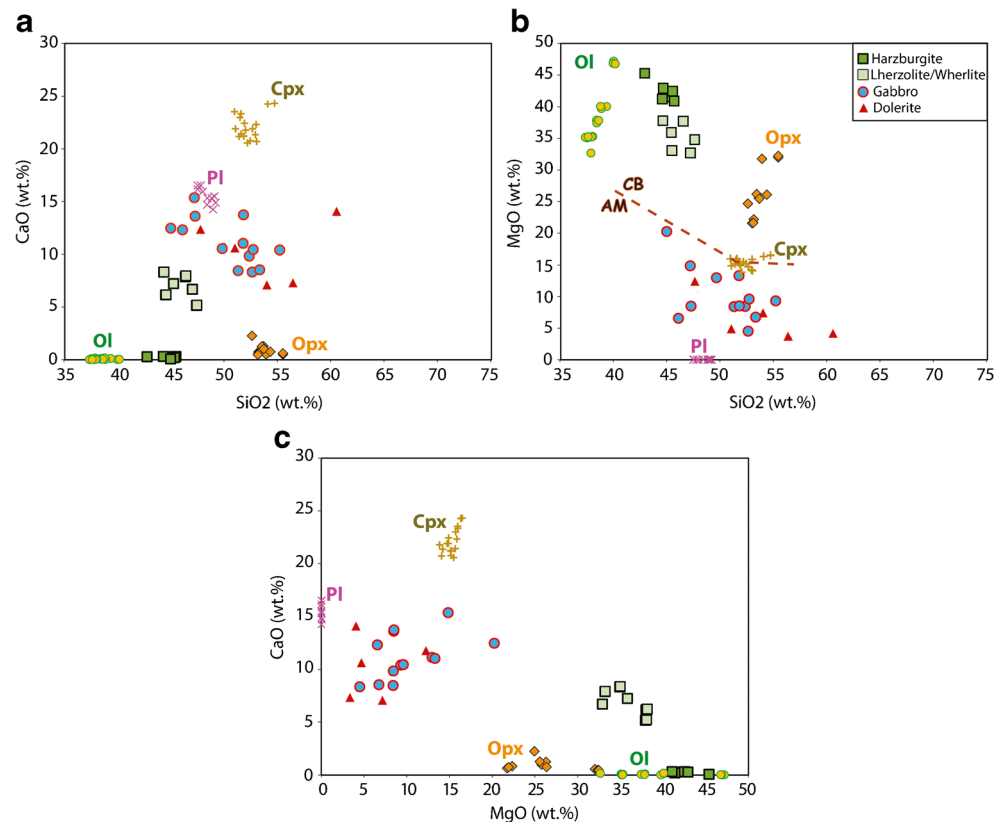 a
30
25
20
15
10
5
0
CaO (wt.%)
Cpx
Pl
Ol
Opx
35 40 45 50 55 60 65 70 75
SiO2 (wt.%)
b
50
45
40
35
30
25
20
15
10
5
0
MgO (wt.%)
Ol
Harzburgite
Lherzolite/Wherlite
Gabbro
Dolerite
Opx
CB
AM
Cpx
Pl
35 40 45 50 55 60 65 70 75
SiO2 (wt.%)
c
30
25
20
15
10
5
0
CaO (wt.%)
Cpx
Pl
Opx
Ol
0 5 10 15 20 25 30 35 40 45 50
MgO (wt.%)